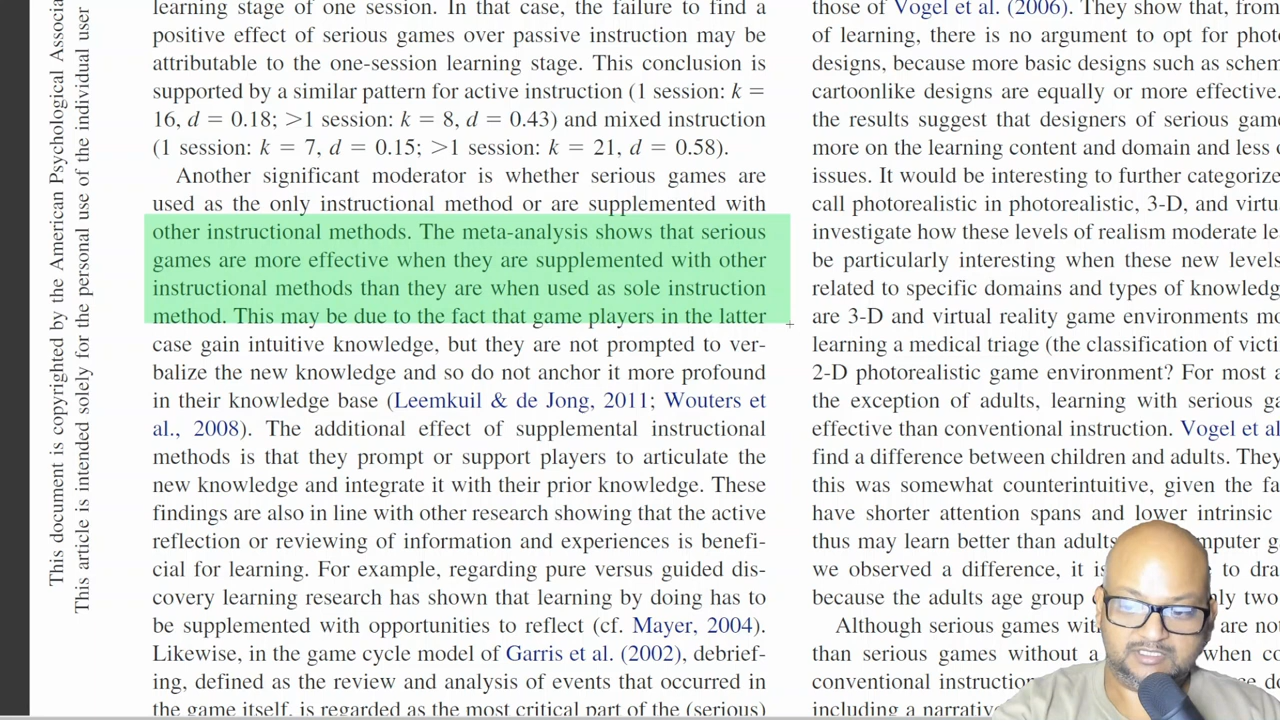 This document is copyrighted by the American Psychological
This article is intended solely for the personal use of the individual user
learning stage of one session. In that case, the failure to find a
positive effect of serious games over passive instruction may be
attributable to the one-session learning stage. This conclusion is
supported by a similar pattern for active instruction (1 session: k =
16, d = 0.18; >1 session: k = 8, d = 0.43) and mixed instruction
(1 session: k = 7, d = 0.15; >1 session: k = 21, d = 0.58).
Another significant moderator is whether serious games are
used as the only instructional method or are supplemented with
other instructional methods. The meta-analysis shows that serious
games are more effective when they are supplemented with other
instructional methods than they are when used as sole instruction
method. This may be due to the fact that game players in the latter
case gain intuitive knowledge, but they are not prompted to ver-
balize the new knowledge and so do not anchor it more profound
in their knowledge base (Leemkuil & de Jong, 2011; Wouters et
al., 2008). The additional effect of supplemental instructional
methods is that they prompt or support players to articulate the
new knowledge and integrate it with their prior knowledge. These
findings are also in line with other research showing that the active
reflection or reviewing of information and experiences is benefi-
cial for learning. For example, regarding pure versus guided dis-
covery learning research has shown that learning by doing has to
be supplemented with opportunities to reflect (cf. Mayer, 2004).
Likewise, in the game cycle model of Garris et al. (2002), debrief-
ing, defined as the review and analysis of events that occurred in
the game itself, is regarded as the most critical part of the (serious)
those of Vogel et al. (2006). They show that, from
of learning, there is no argument to opt for
designs, because more basic designs such as
cartoonlike designs are equally or more effective.
the results suggest that designers of serious
more on the learning content and domain and less
issues. It would be interesting to further categorize
call photorealistic in photorealistic, 3-D, and
investigate how these levels of realism moderate
be particularly interesting when these new levels
related to specific domains and types of
are 3-D and virtual reality game environments
learning a medical triage (the classification of
2-D photorealistic game environment? For most
the exception of adults, learning with serious
effective than conventional instruction. Vogel et al
find a difference between children and adults. They
this was somewhat counterintuitive, given the
have shorter attention spans and lower intrinsic
thus may learn better than adults
we observed a difference, it to
because the adults age group two
Although serious games are
than serious games without a when
conventional
including a